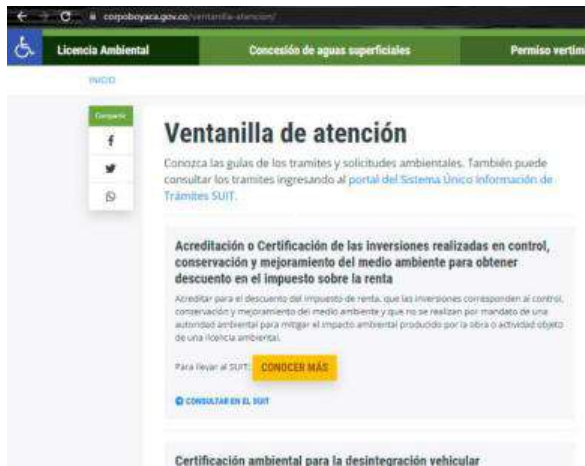 corpoboyaca.gov.co/ventanilla-atencion/
Licencia Ambiental
Concesión de aguas superficiales
Permiso vertim
INICIO
Compartir
Ventanilla de atención
Conozca las guías de los tramites y solicitudes ambientales. También puede
consultar los tramites ingresando al portal del Sistema Único Información de
Trámites SUIT.
Acreditación o Certificación de las inversiones realizadas en control,
conservación y mejoramiento del medio ambiente para obtener
descuento en el impuesto sobre la renta
Acreditar para el descuento del impuesto de renta, que las inversiones corresponden al control,
conservación y mejoramiento del medio ambiente y que no se realizan por mandato de una
autoridad ambiental para mitigar el impacto ambiental producido por la obra o actividad objeto
de una licencia ambiental.
Para llevar al SUIT: CONOCER MÁS
CONSULTAR EN EL SUIT
Certificación ambiental para la desintegración vehicular